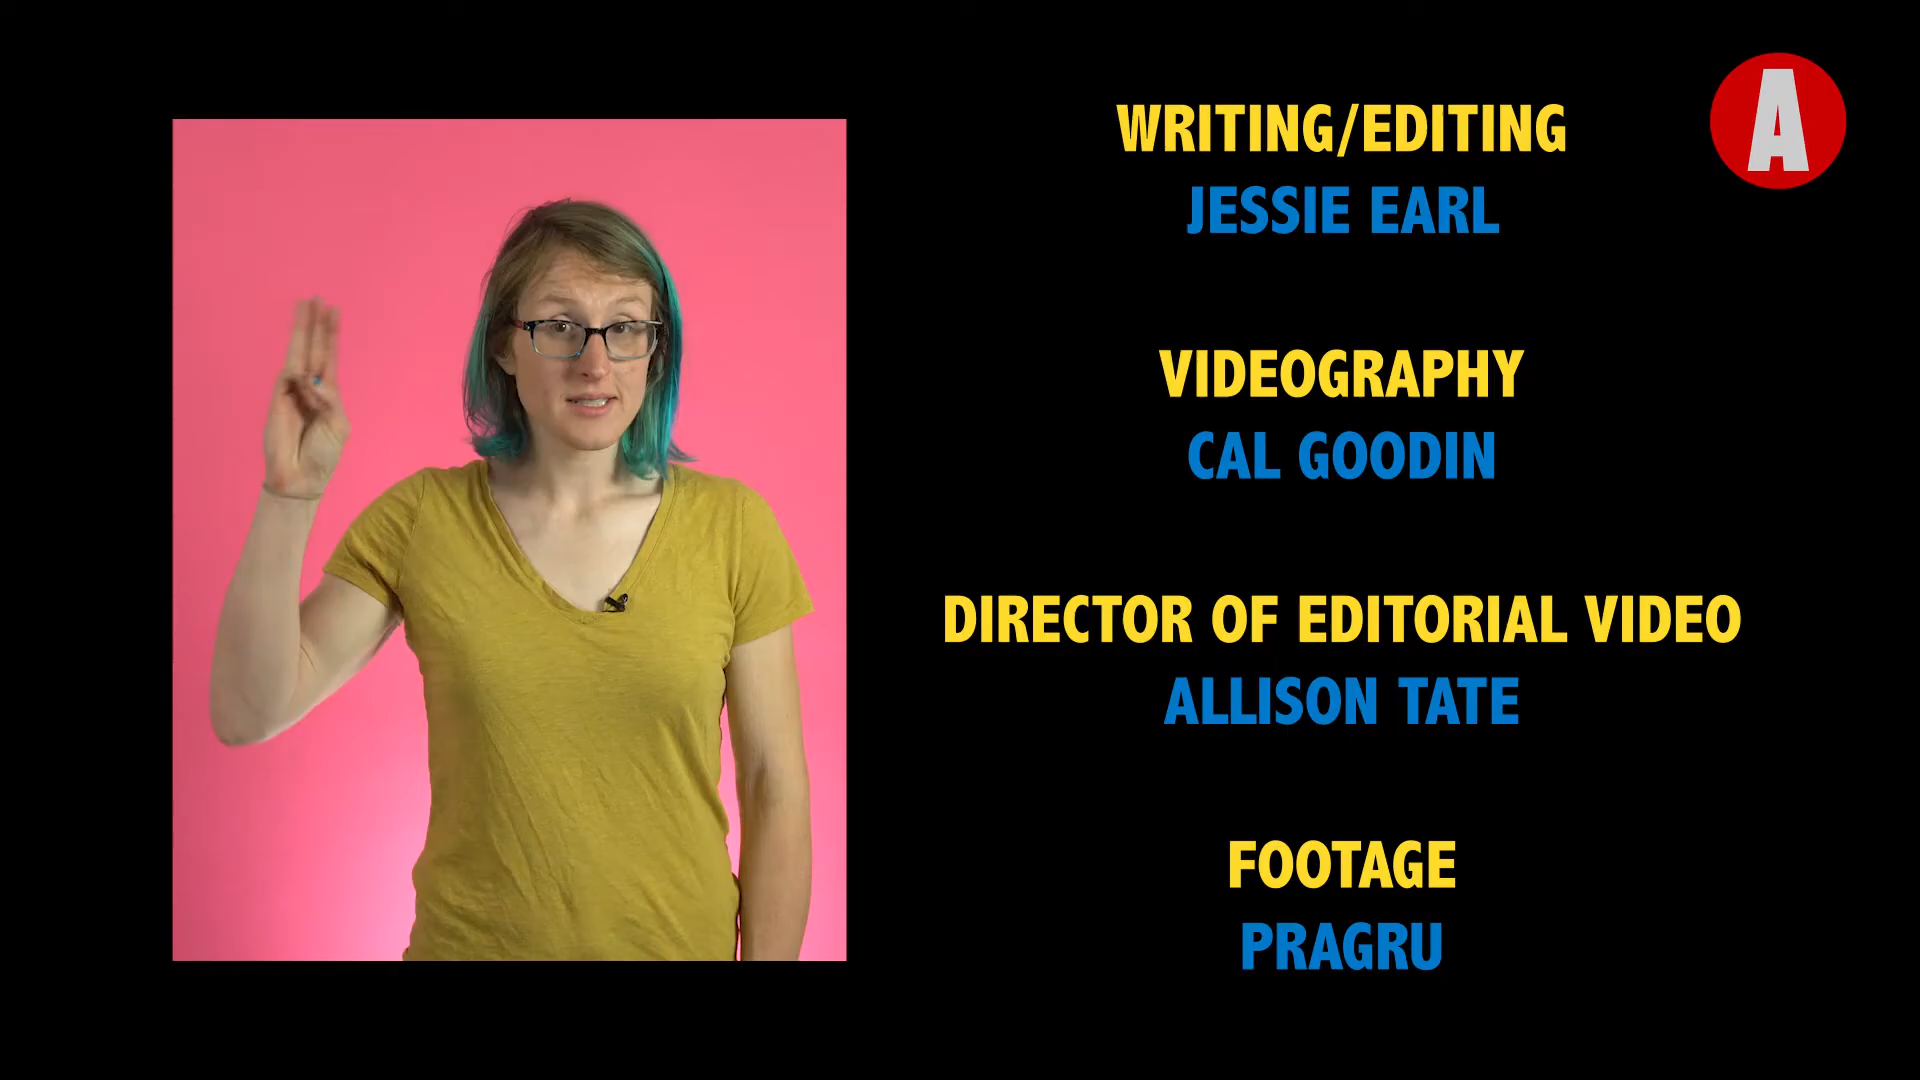 WRITING/EDITING
JESSIE EARL
VIDEOGRAPHY
CAL GOODIN
DIRECTOR OF EDITORIAL VIDEO
ALLISON TATE
FOOTAGE
PRAGRU
A